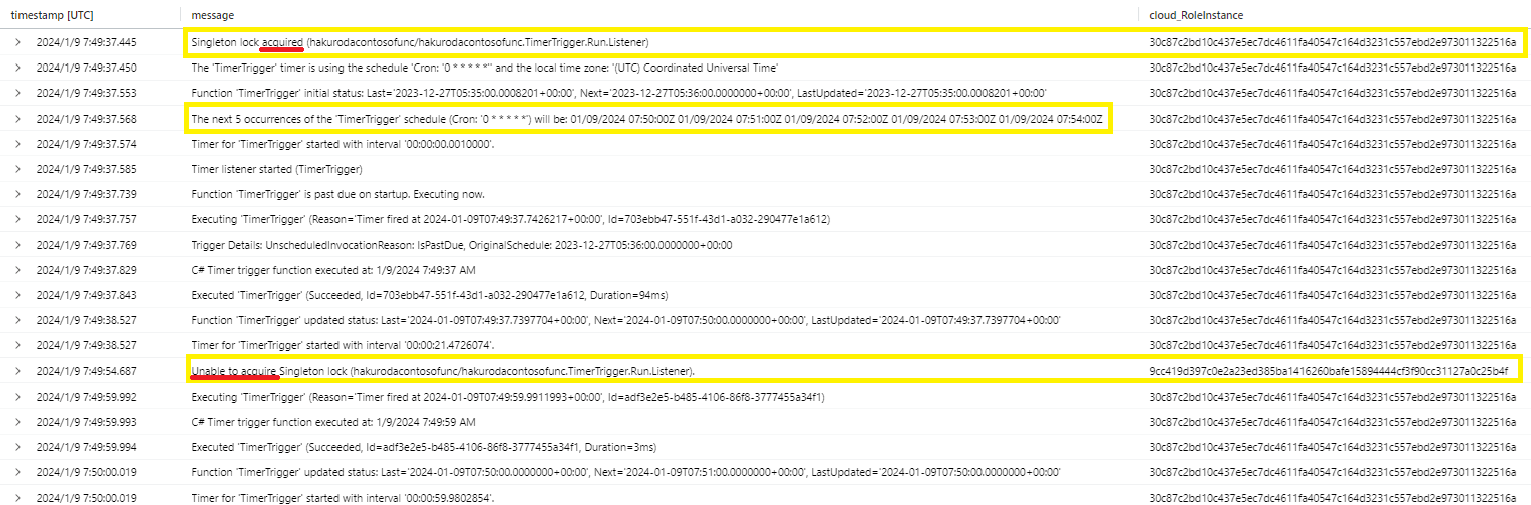 timestamp [UTC] message cloud_RoleInstance
2024/1/9 7:49:37.445 Singleton lock acquired (hakurodacontosofunc/hakurodacontosofunc.TimerTrigger.Run.Listener) 30c87c2bd10c437e5ec7dc4611fa40547c164d3231c557ebd2e973011322516a
2024/1/9 7:49:37.450 The 'TimerTrigger' timer is using the schedule 'Cron: '0 * * * * *'' and the local time zone: '(UTC) Coordinated Universal Time' 30c87c2bd10c437e5ec7dc4611fa40547c164d3231c557ebd2e973011322516a
2024/1/9 7:49:37.553 Function 'TimerTrigger' initial status: Last='2023-12-27T05:35:00.0008201+00:00', Next='2023-12-27T05:36:00.0000000+00:00', LastUpdated='2023-12-27T05:35:00.0008201+00:00' 30c87c2bd10c437e5ec7dc4611fa40547c164d3231c557ebd2e973011322516a
2024/1/9 7:49:37.568 The next 5 occurrences of the 'TimerTrigger' schedule (Cron: '0 * * * * *') will be: 01/09/2024 07:50:00Z 01/09/2024 07:51:00Z 01/09/2024 07:52:00Z 01/09/2024 07:53:00Z 01/09/2024 07:54:00Z 30c87c2bd10c437e5ec7dc4611fa40547c164d3231c557ebd2e973011322516a
2024/1/9 7:49:37.574 Timer for 'TimerTrigger' started with interval '00:00:00.0010000'. 30c87c2bd10c437e5ec7dc4611fa40547c164d3231c557ebd2e973011322516a
2024/1/9 7:49:37.585 Timer listener started (TimerTrigger) 30c87c2bd10c437e5ec7dc4611fa40547c164d3231c557ebd2e973011322516a
2024/1/9 7:49:37.739 Function 'TimerTrigger' is past due on startup. Executing now. 30c87c2bd10c437e5ec7dc4611fa40547c164d3231c557ebd2e973011322516a
2024/1/9 7:49:37.757 Executing 'TimerTrigger' (Reason='Timer fired at 2024-01-09T07:49:37.7426217+00:00', Id=703ebb47-551f-43d1-a032-290477e1a612) 30c87c2bd10c437e5ec7dc4611fa40547c164d3231c557ebd2e973011322516a
2024/1/9 7:49:37.769 Trigger Details: UnscheduledInvocationReason: IsPastDue, OriginalSchedule: 2023-12-27T05:36:00.0000000+00:00 30c87c2bd10c437e5ec7dc4611fa40547c164d3231c557ebd2e973011322516a
2024/1/9 7:49:37.829 C# Timer trigger function executed at: 1/9/2024 7:49:37 AM 30c87c2bd10c437e5ec7dc4611fa40547c164d3231c557ebd2e973011322516a
2024/1/9 7:49:37.843 Executed 'TimerTrigger' (Succeeded, Id=703ebb47-551f-43d1-a032-290477e1a612, Duration=94ms) 30c87c2bd10c437e5ec7dc4611fa40547c164d3231c557ebd2e973011322516a
2024/1/9 7:49:38.527 Function 'TimerTrigger' updated status: Last='2024-01-09T07:49:37.7397704+00:00', Next='2024-01-09T07:50:00.0000000+00:00', LastUpdated='2024-01-09T07:49:37.7397704+00:00' 30c87c2bd10c437e5ec7dc4611fa40547c164d3231c557ebd2e973011322516a
2024/1/9 7:49:38.527 Timer for 'TimerTrigger' started with interval '00:00:21.4726074'. 30c87c2bd10c437e5ec7dc4611fa40547c164d3231c557ebd2e973011322516a
2024/1/9 7:49:54.687 Unable to acquire Singleton lock (hakurodacontosofunc/hakurodacontosofunc.TimerTrigger.Run.Listener). 9cc419d397c0e2a23ed385ba1416260bafe15894444cf3f90cc31127a0c25b4f
2024/1/9 7:49:59.992 Executing 'TimerTrigger' (Reason='Timer fired at 2024-01-09T07:49:59.9911993+00:00', Id=adf3e2e5-b485-4106-86f8-3777455a34f1) 30c87c2bd10c437e5ec7dc4611fa40547c164d3231c557ebd2e973011322516a
2024/1/9 7:49:59.993 C# Timer trigger function executed at: 1/9/2024 7:49:59 AM 30c87c2bd10c437e5ec7dc4611fa40547c164d3231c557ebd2e973011322516a
2024/1/9 7:49:59.994 Executed 'TimerTrigger' (Succeeded, Id=adf3e2e5-b485-4106-86f8-3777455a34f1, Duration=3ms) 30c87c2bd10c437e5ec7dc4611fa40547c164d3231c557ebd2e973011322516a
2024/1/9 7:50:00.019 Function 'TimerTrigger' updated status: Last='2024-01-09T07:50:00.0000000+00:00', Next='2024-01-09T07:51:00.0000000+00:00', LastUpdated='2024-01-09T07:50:00.0000000+00:00' 30c87c2bd10c437e5ec7dc4611fa40547c164d3231c557ebd2e973011322516a
2024/1/9 7:50:00.019 Timer for 'TimerTrigger' started with interval '00:00:59.9802854'. 30c87c2bd10c437e5ec7dc4611fa40547c164d3231c557ebd2e973011322516a